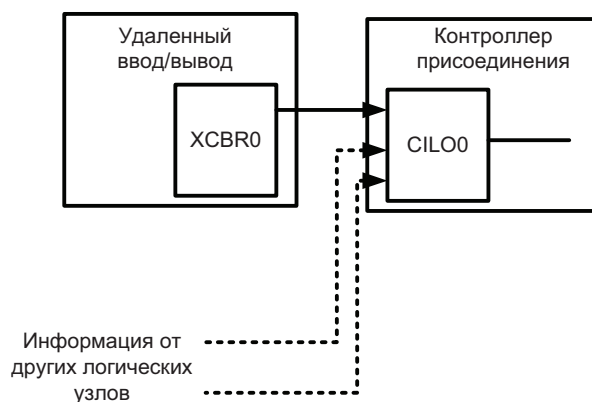 Удаленный
ввод/вывод
XCBR0
Контроллер
присоединения
CILO0
Информация от
других логических
узлов